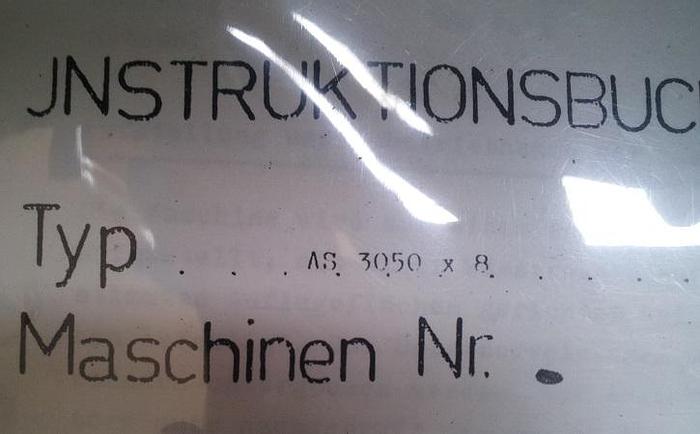 JNSTRUKTIONSBUC
Typ . . . AS 3050 x 8 . . . .
Maschinen Nr. .